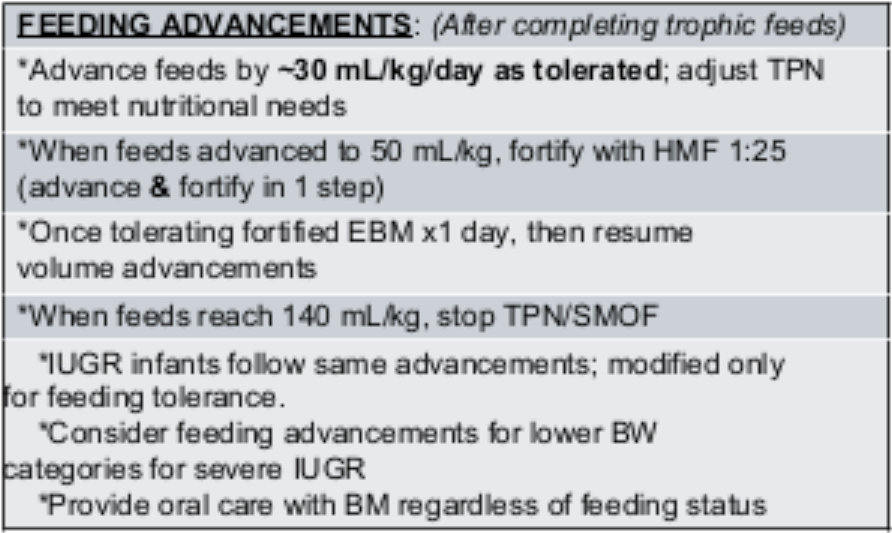 FEEDING ADVANCEMENTS: (After completing trophic feeds)
*Advance feeds by ~30 mL/kg/day as tolerated; adjust TPN
to meet nutritional needs
*When feeds advanced to 50 mL/kg, fortify with HMF 1:25
(advance & fortify in 1 step)
*Once tolerating fortified EBM x1 day, then resume
volume advancements
*When feeds reach 140 mL/kg, stop TPN/SMOF
*IUGR infants follow same advancements; modified only
for feeding tolerance.
*Consider feeding advancements for lower BW
categories for severe IUGR
*Provide oral care with BM regardless of feeding status